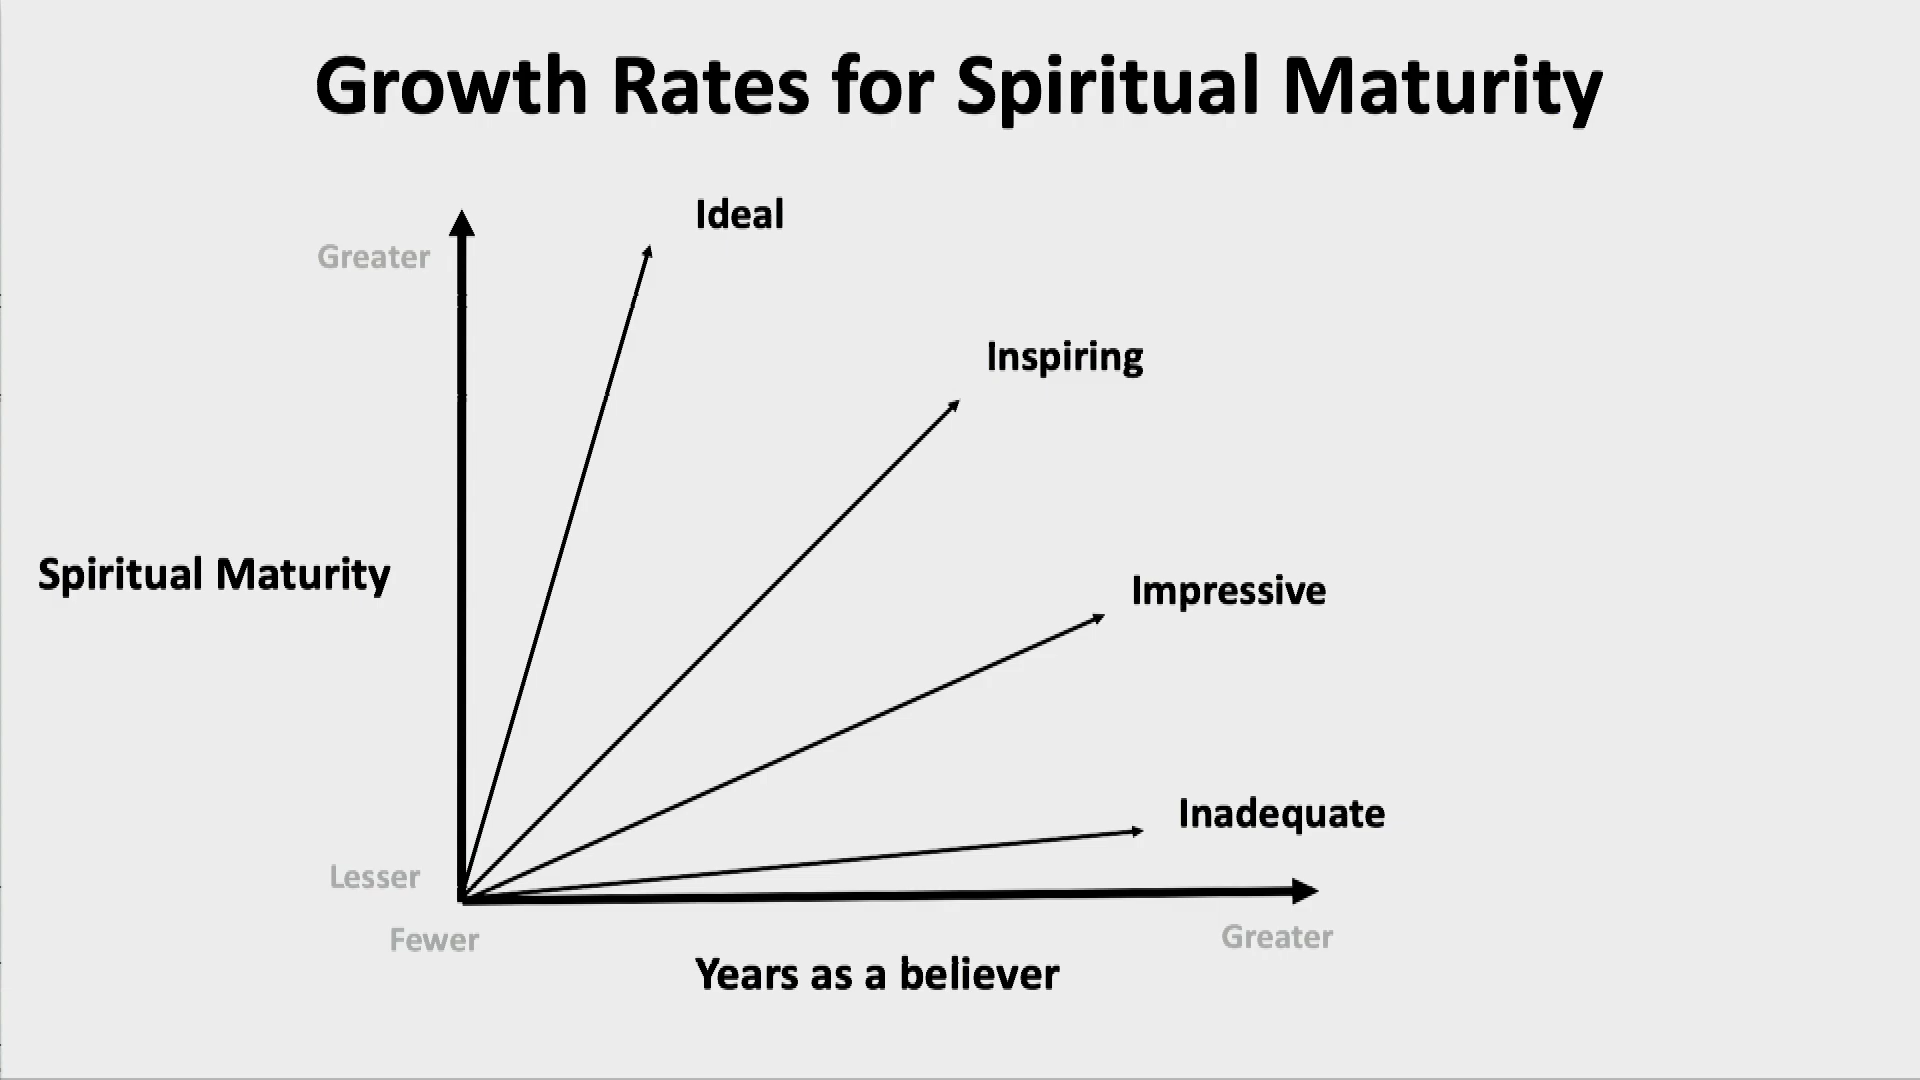 Growth Rates for Spiritual Maturity
Ideal
Greater
Inspiring
Spiritual Maturity
Impressive
Inadequate
Lesser
Fewer
Greater
Years as a believer